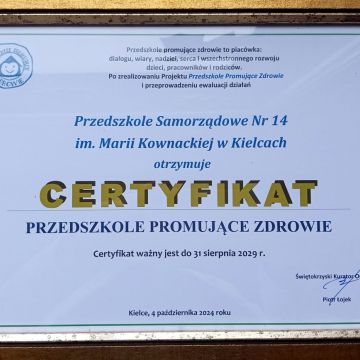 Przedszkole promujące zdrowie to placówka:
dialogu, wiary, nadziei, serca i wszechstronnego rozwoju
dzieci, pracowników i rodziców.
Po zrealizowaniu Projektu Przedszkole Promujące Zdrowie
i przeprowadzeniu ewaluacji działań
Przedszkole Samorządowe Nr 14
im. Marii Kownackiej w Kielcach
otrzymuje
CERTYFIKAT
PRZEDSZKOLE PROMUJĄCE ZDROWIE
Certyfikat ważny jest do 31 sierpnia 2029 r.
Świętokrzyski Kurator
Piotr Łojek
Kielce, 4 października 2024 roku